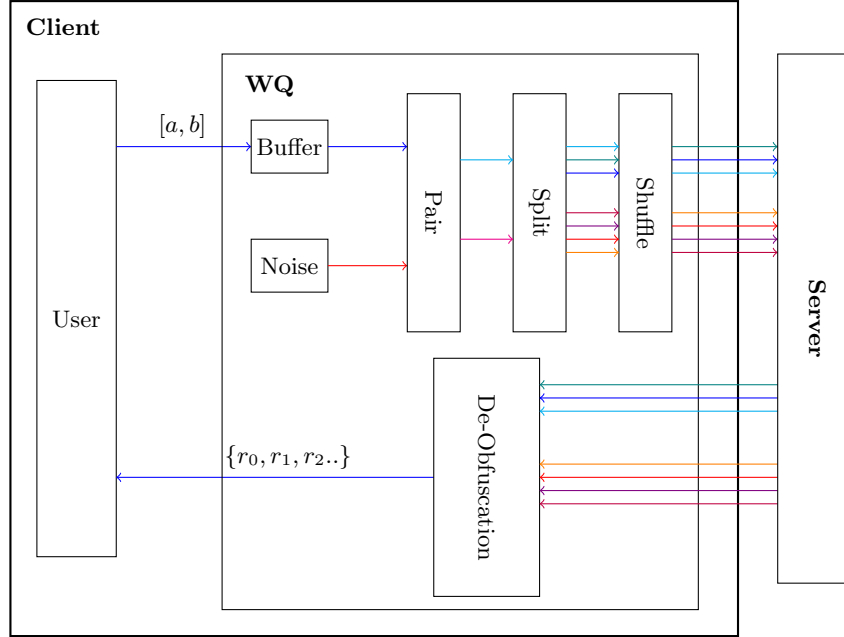 Client
WQ
[a, b]
Buffer
Noise
Pair
Split
Shuffle
User
Server
De-Obfuscation
{r0, r1, r2..}